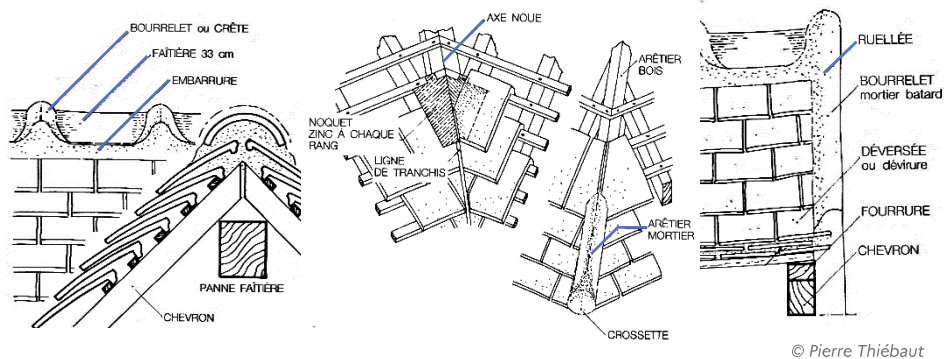 BOURRELET ou CRÊTE
FAÎTIÈRE 33 cm
EMBARRURE
PANNE FAÎTIÈRE
CHEVRON
AXE NOUE
ARÊTIER
BOIS
NOQUET
ZINC A CHAQUE
RANG
LIGNE
DE TRANCHIS
ARÊTIER
MORTIER
CROSSETTE
RUELLÉE
BOURRELET
mortier batard
DÉVERSÉE
ou dévirure
FOURRURE
CHEVRON
© Pierre Thiébaut